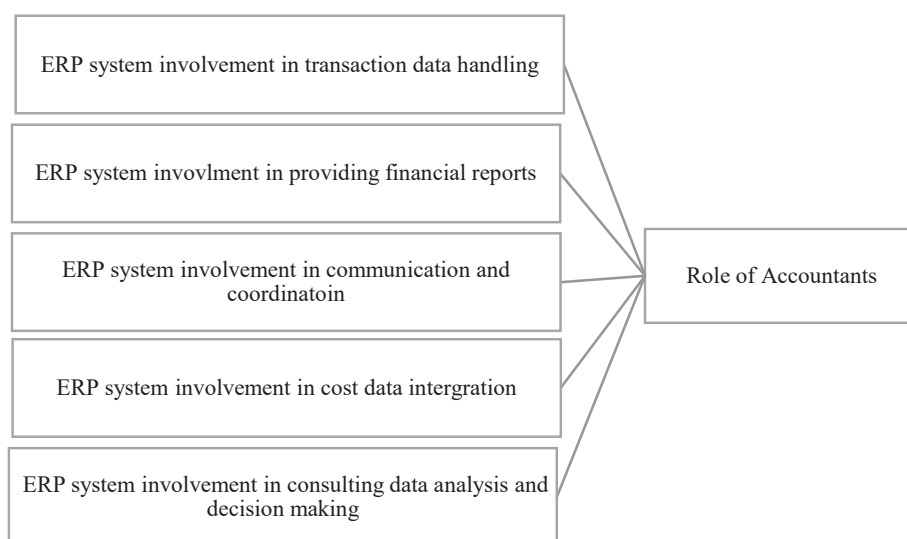 ERP system involvement in transaction data handling
ERP system invovlment in providing financial reports
ERP system involvement in communication and
coordinatoin
ERP system involvement in cost data intergration
ERP system involvement in consulting data analysis and
decision making
Role of Accountants